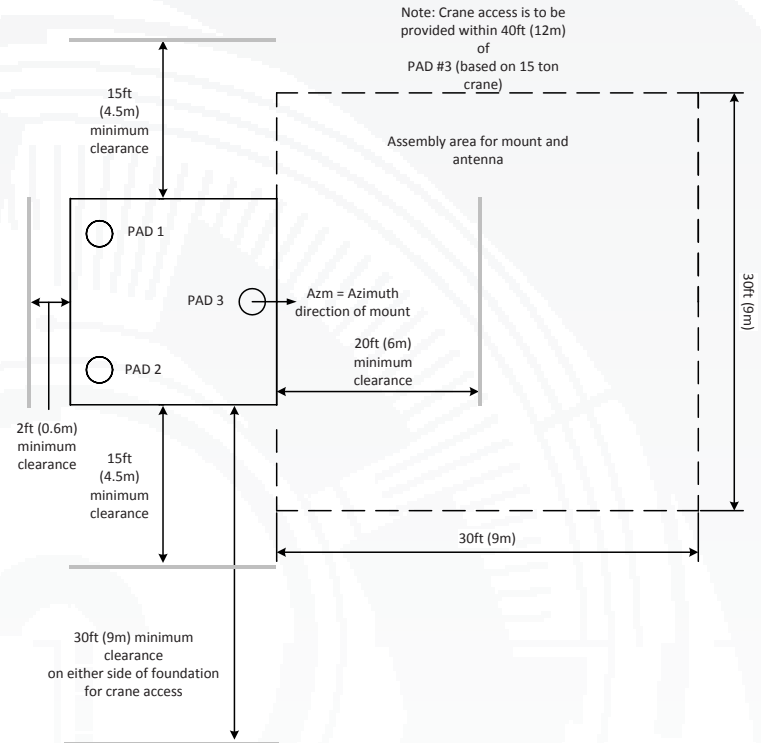 Note: Crane access is to be
provided within 40ft (12m)
of
PAD #3 (based on 15 ton
crane)
15ft
(4.5m)
minimum
clearance
Assembly area for mount and
antenna
PAD 1
PAD 3
Azm = Azimuth
direction of mount
30ft (9m)
20ft (6m)
minimum
clearance
PAD 2
2ft (0.6m)
minimum
clearance
15ft
(4.5m)
minimum
clearance
30ft (9m)
30ft (9m) minimum
clearance
on either side of foundation
for crane access